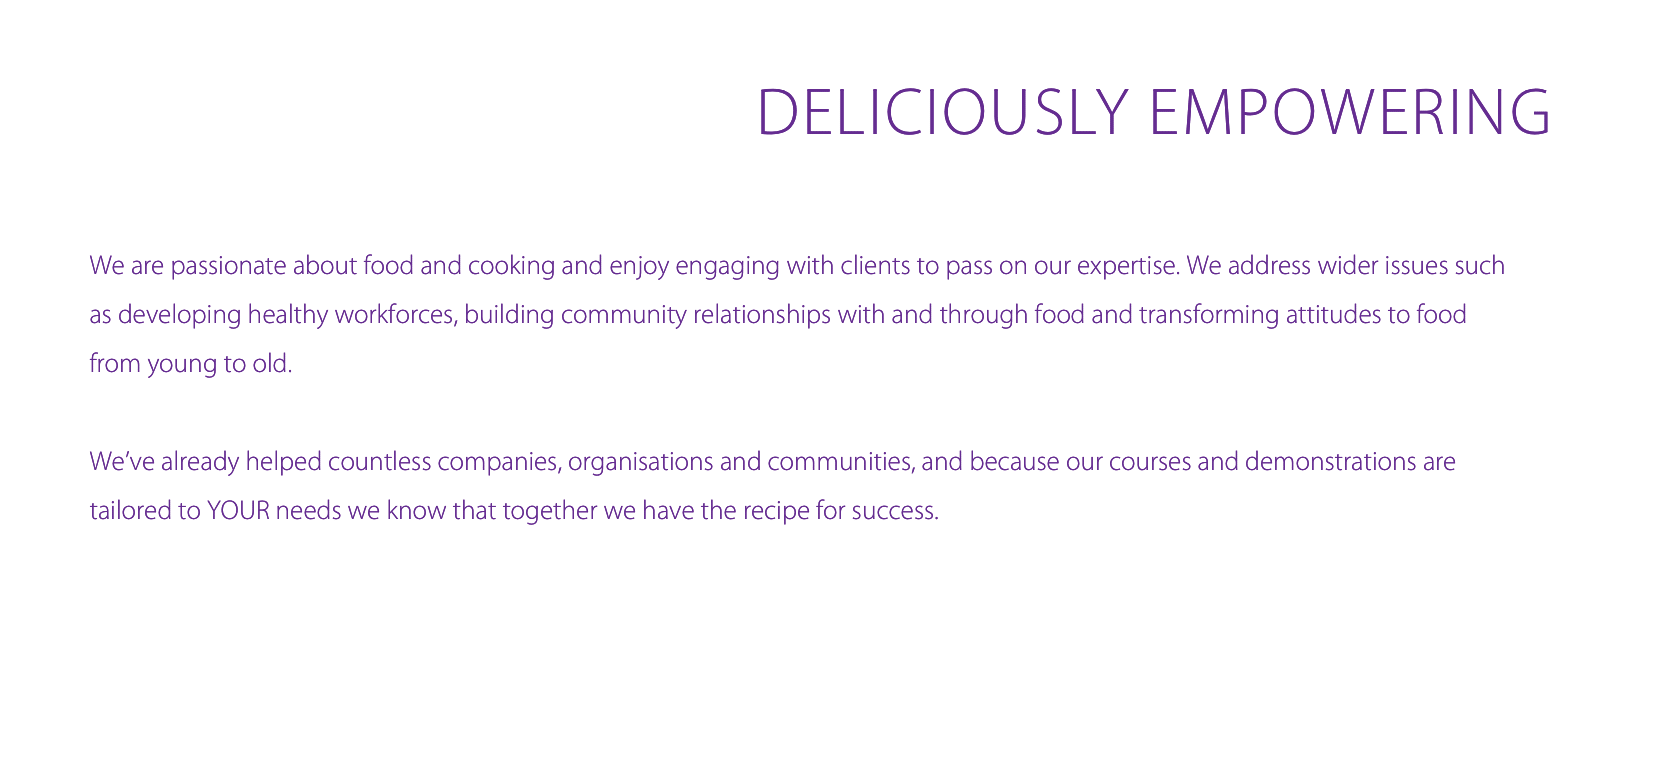 DELICIOUSLY EMPOWERING
We are passionate about food and cooking and enjoy engaging with clients to pass on our expertise. We address wider issues such
as developing healthy workforces, building community relationships with and through food and transforming attitudes to food
from young to old.
We’ve already helped countless companies, organisations and communities, and because our courses and demonstrations are
tailored to YOUR needs we know that together we have the recipe for success.